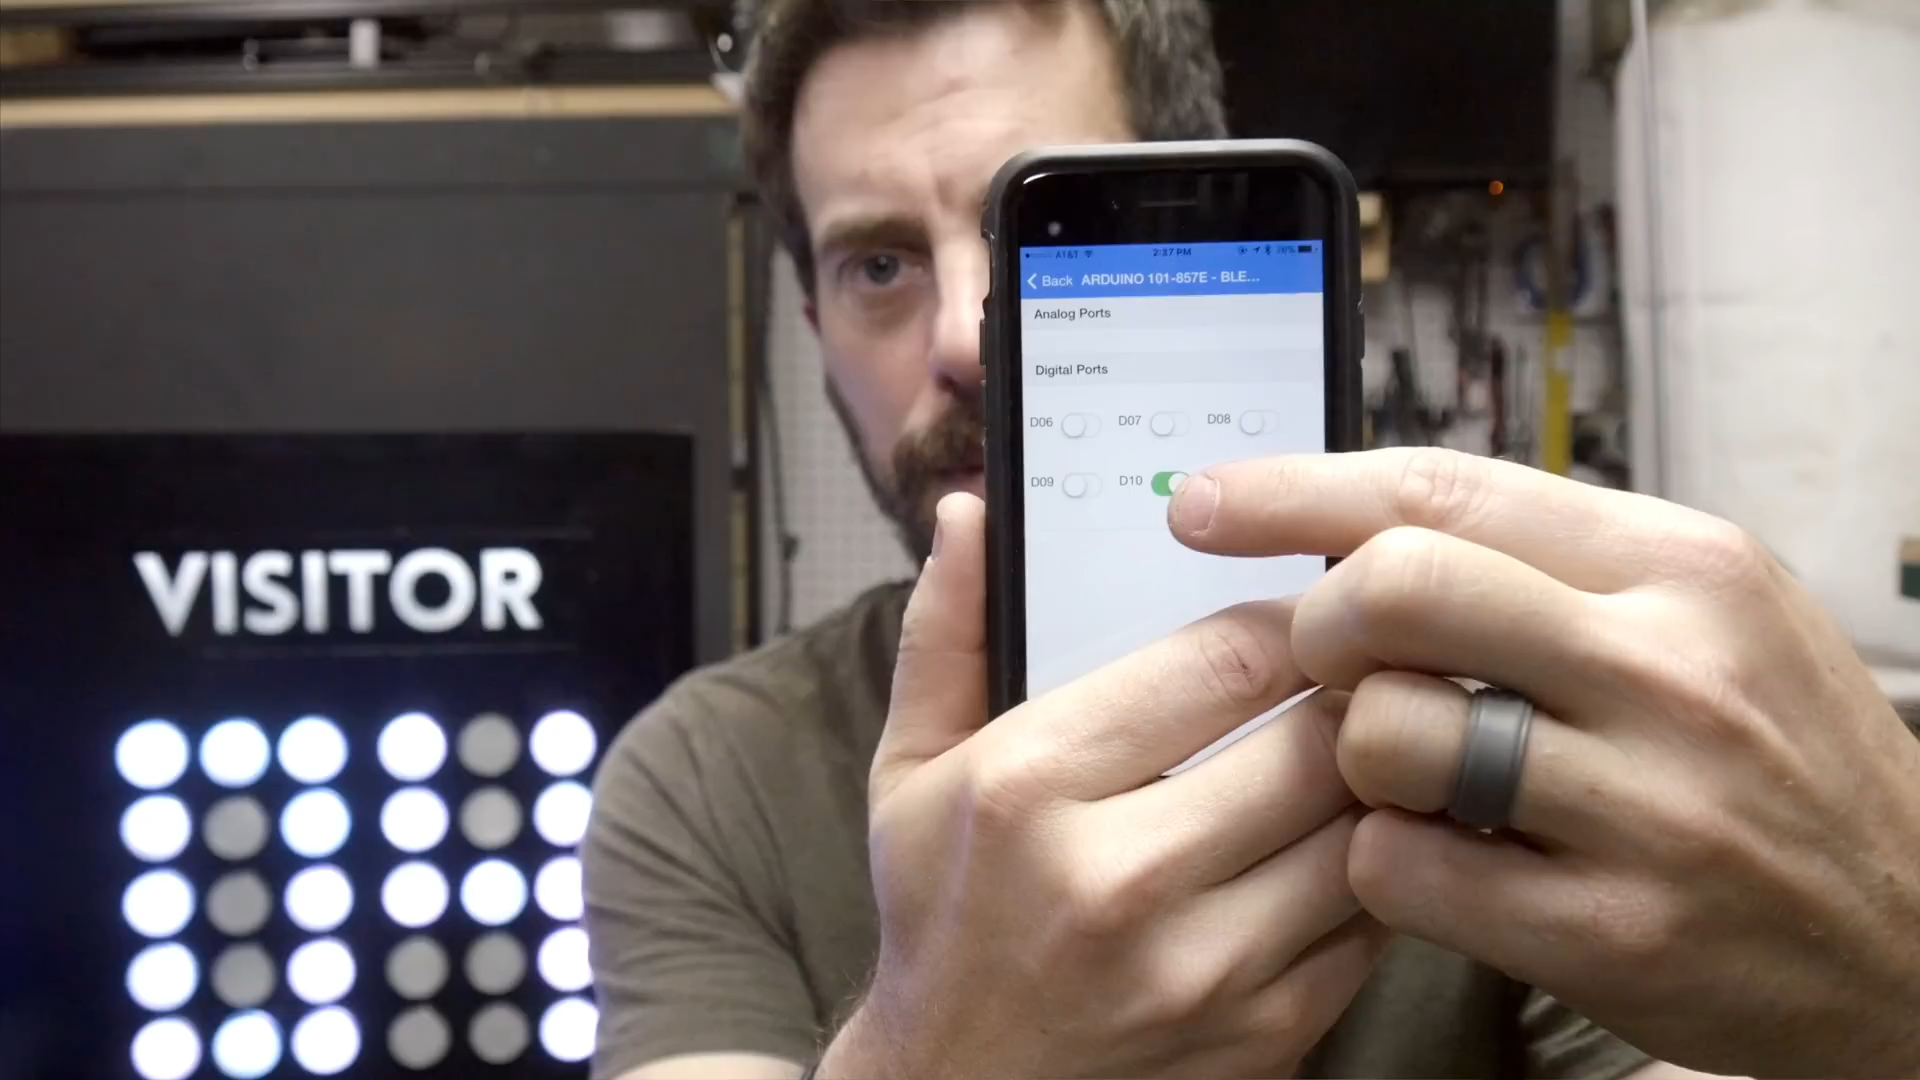 AT&T 2:37 PM
Back ARDUINO 101-857E - BLE...
Analog Ports
Digital Ports
D06 D07 D08
D09 D10
VISITOR